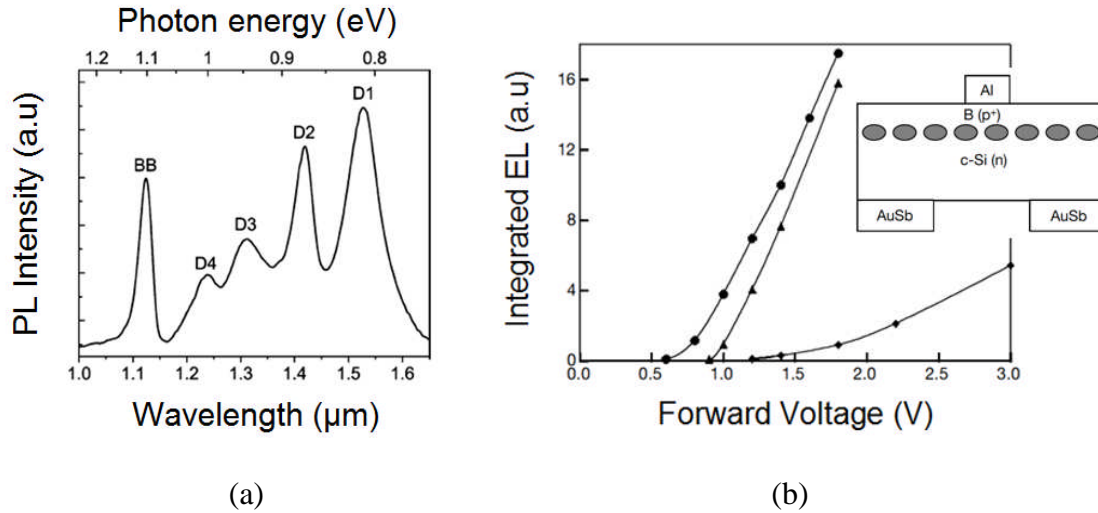 Photon energy (eV)
1.2 1.1 1 0.9 0.8
PL Intensity (a.u)
BB
D4
D3
D2
D1
1.0 1.1 1.2 1.3 1.4 1.5 1.6
Wavelength (μm)
(a)
Integrated EL (a.u)
16
12
8
4
0
0.0 0.5 1.0 1.5 2.0 2.5 3.0
Forward Voltage (V)
Al
B (p+)
c-Si (n)
AuSb AuSb
(b)